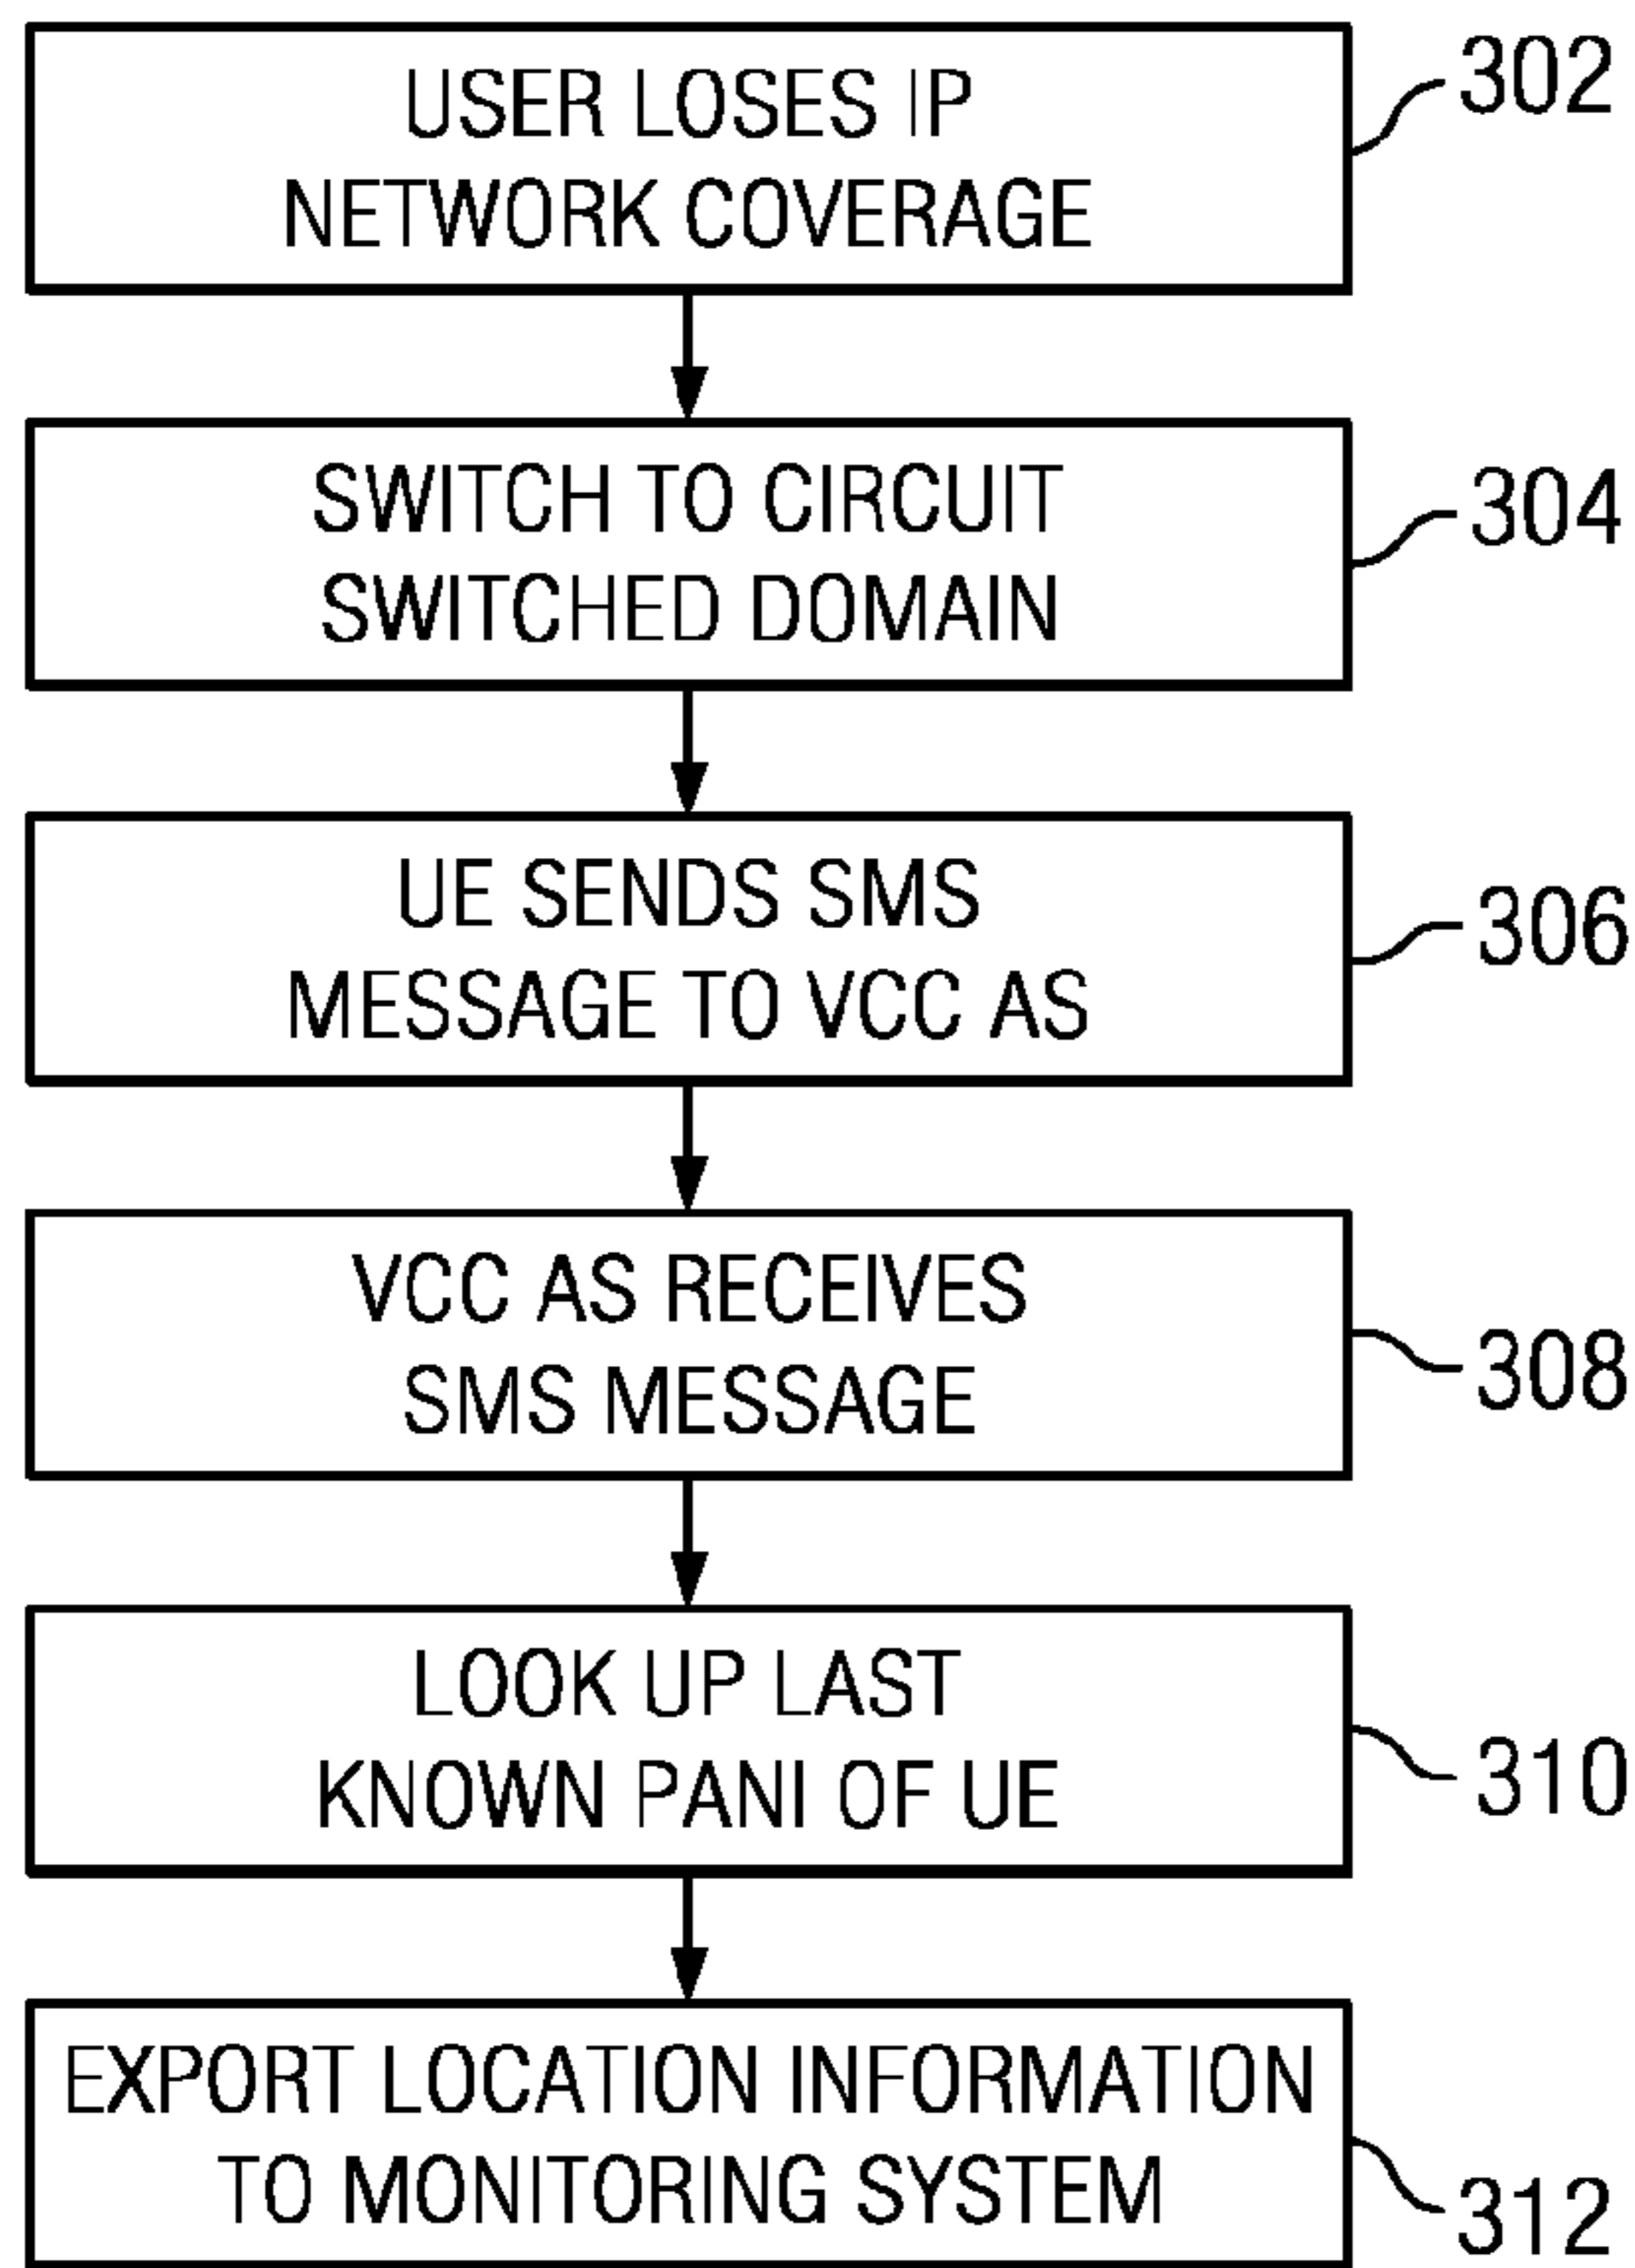 USER LOSES IP
NETWORK COVERAGE
302
SWITCH TO CIRCUIT
SWITCHED DOMAIN
304
UE SENDS SMS
MESSAGE TO VCC AS
306
VCC AS RECEIVES
SMS MESSAGE
308
LOOK UP LAST
KNOWN PANI OF UE
310
EXPORT LOCATION INFORMATION
TO MONITORING SYSTEM
312